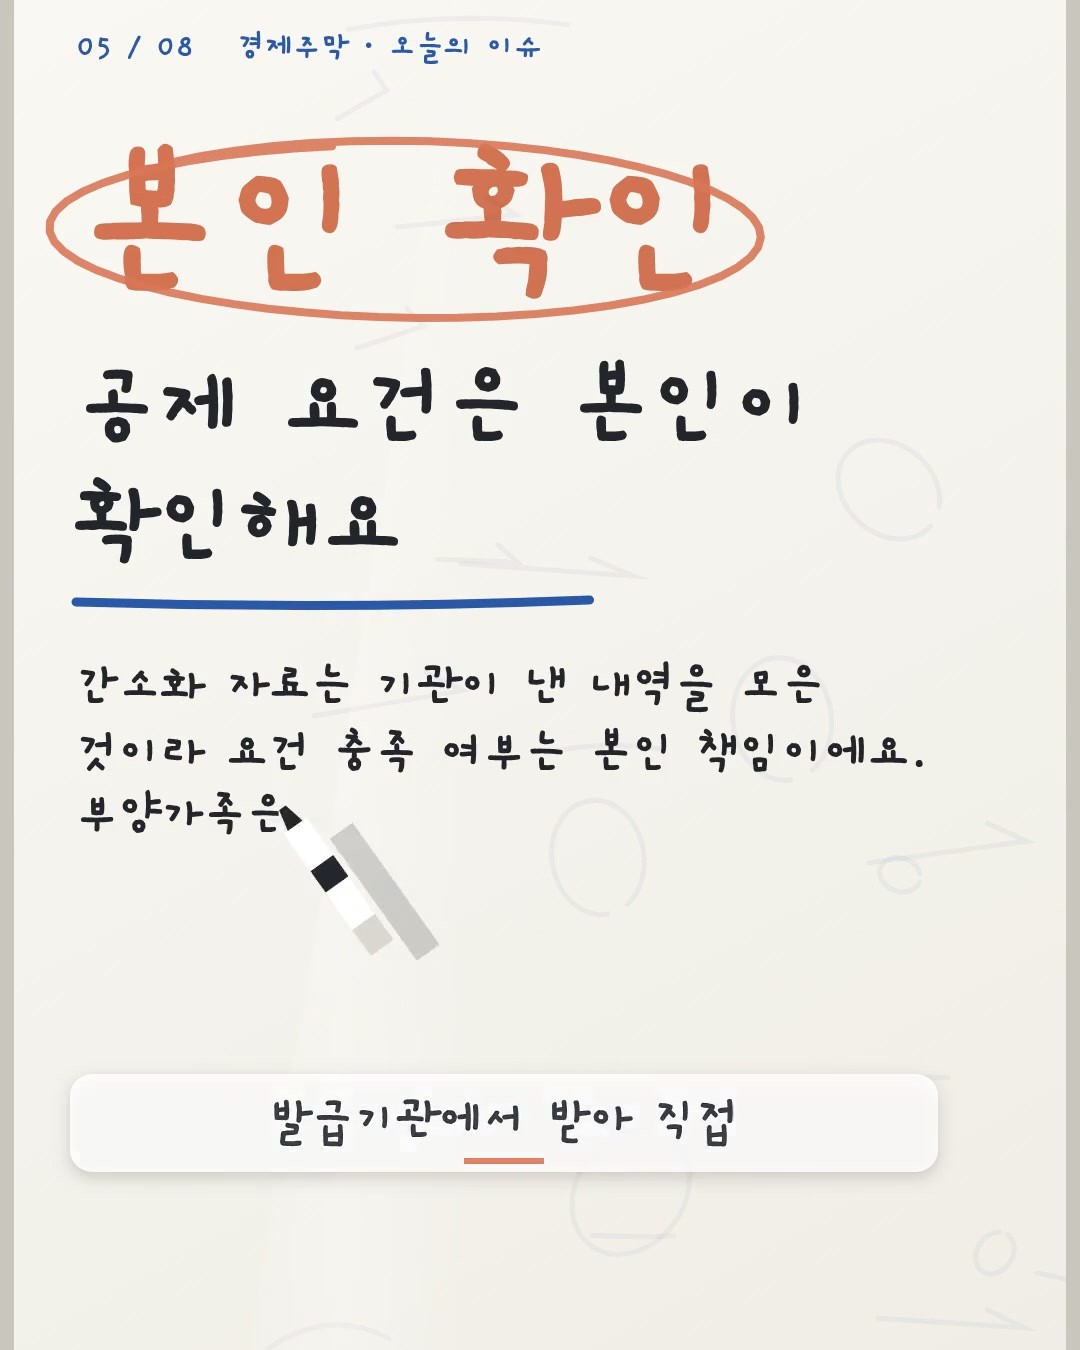 05 / 08 경제주막 · 오늘의 이슈
본인 확인
공제 요건은 본인이
확인해요
간소화 자료는 기관이 낸 내역을 모은
것이라 요건 충족 여부는 본인 책임이에요.
부양가족은
발급기관에서 받아 직접